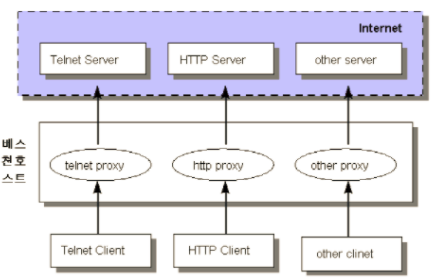 Internet
Telnet Server
HTTP Server
other server
베스
천호
스트
telnet proxy
http proxy
other proxy
Telnet Client
HTTP Client
other clinet